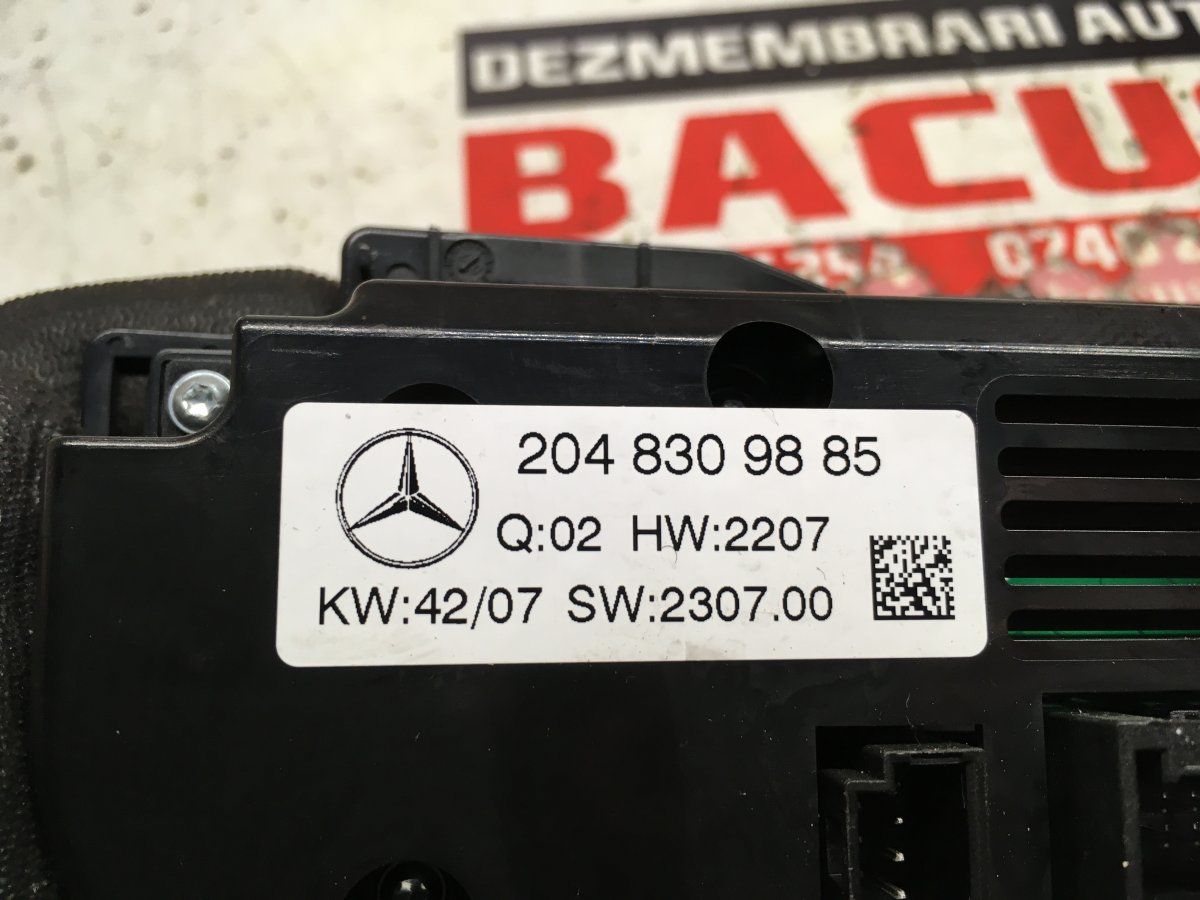 DEZMEMBRARI AUT
BACU
204 830 98 85
Q:02 HW:2207
KW:42/07 SW:2307.00